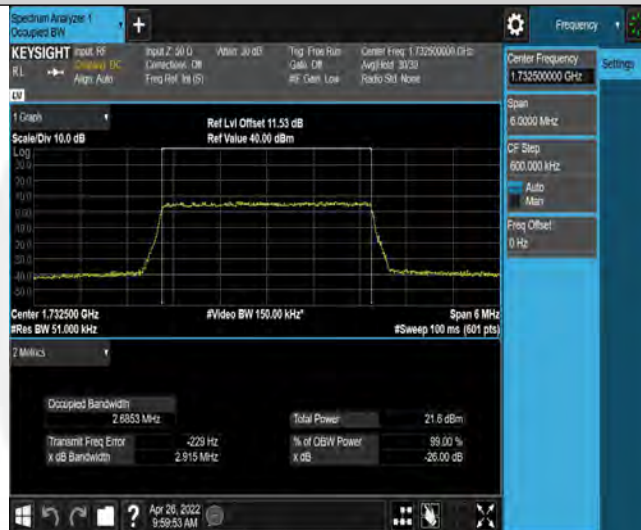 Spectrum Analyzer 1
Occupied BW
+
Frequency
KEYSIGHT
Input: RF
Coupling: DC
Align: Auto
Input Z: 50 Ω
Corrections: Off
Freq Ref: Int (S)
Atten: 30 dB
Trig: Free Run
Gate: Off
#IF Gain: Low
Center Freq: 1.732500000 GHz
Avg|Hold: 30/30
Radio Std: None
Center Frequency
1.732500000 GHz
Settings
Span
6.0000 MHz
CF Step
600.000 kHz
Auto
Man
Freq Offset
0 Hz
1 Graph
Scale/Div 10.0 dB
Ref Lvl Offset 11.53 dB
Ref Value 40.00 dBm
Log
Center 1.732500 GHz
#Res BW 51.000 kHz
#Video BW 150.00 kHz*
Span 6 MHz
#Sweep 100 ms (601 pts)
2 Metrics
Occupied Bandwidth
2.6853 MHz
Total Power
21.6 dBm
Transmit Freq Error
-229 Hz
% of OBW Power
99.00 %
x dB Bandwidth
2.915 MHz
x dB
-26.00 dB
?
Apr 26, 2022
9:59:53 AM